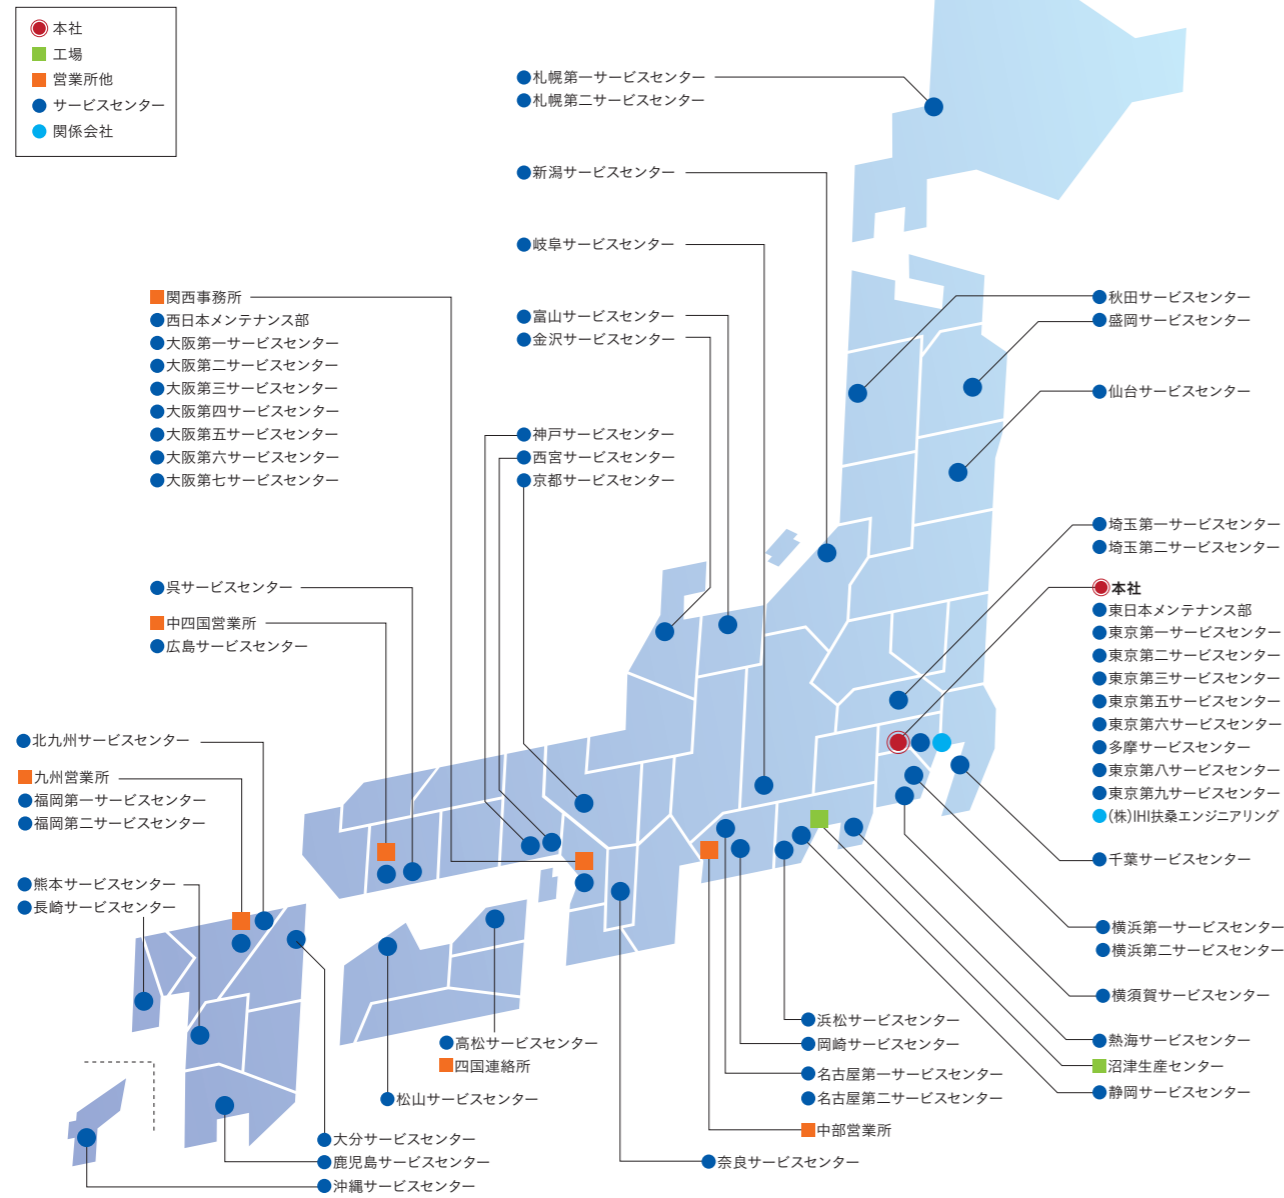 本社
工場
営業所他
サービスセンター
関係会社
札幌第一サービスセンター
札幌第二サービスセンター
新潟サービスセンター
岐阜サービスセンター
富山サービスセンター
金沢サービスセンター
関西事務所
西日本メンテナンス部
大阪第一サービスセンター
大阪第二サービスセンター
大阪第三サービスセンター
大阪第四サービスセンター
大阪第五サービスセンター
大阪第六サービスセンター
大阪第七サービスセンター
神戸サービスセンター
西宮サービスセンター
京都サービスセンター
呉サービスセンター
中四国営業所
広島サービスセンター
北九州サービスセンター
九州営業所
福岡第一サービスセンター
福岡第二サービスセンター
熊本サービスセンター
長崎サービスセンター
秋田サービスセンター
盛岡サービスセンター
仙台サービスセンター
埼玉第一サービスセンター
埼玉第二サービスセンター
本社
東日本メンテナンス部
東京第一サービスセンター
東京第二サービスセンター
東京第三サービスセンター
東京第五サービスセンター
東京第六サービスセンター
多摩サービスセンター
東京第八サービスセンター
東京第九サービスセンター
(株)IHI扶桑エンジニアリング
千葉サービスセンター
横浜第一サービスセンター
横浜第二サービスセンター
横須賀サービスセンター
熱海サービスセンター
沼津生産センター
静岡サービスセンター
浜松サービスセンター
岡崎サービスセンター
名古屋第一サービスセンター
名古屋第二サービスセンター
中部営業所
奈良サービスセンター
高松サービスセンター
四国連絡所
松山サービスセンター
大分サービスセンター
鹿児島サービスセンター
沖縄サービスセンター